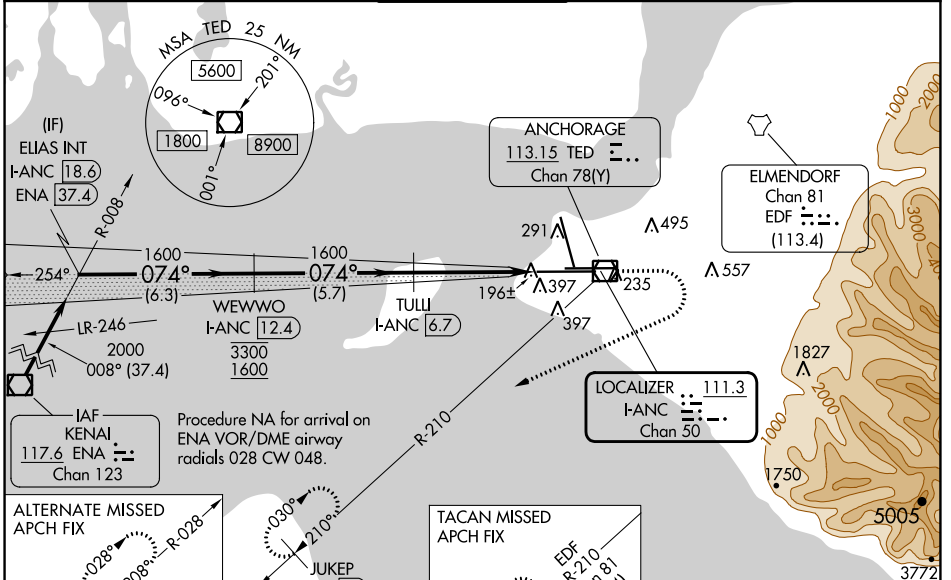 MSA TED 25 NM
5600
096°
201°
1800
8900
001°
(IF)
ELIAS INT
I-ANC 18.6
ENA 37.4
R-008
ANCHORAGE
113.15 TED
Chan 78(Y)
ELMENDORF
Chan 81
EDF
(113.4)
1000
2000
3000
291
495
254°
1600
074°
(6.3)
1600
074°
(5.7)
196±
397
235
557
397
WEWWO
I-ANC 12.4
3300
1600
TULLI
I-ANC 6.7
LR-246
2000
008° (37.4)
1827
2000
1000
IAF
KENAI
117.6 ENA
Chan 123
Procedure NA for arrival on
ENA VOR/DME airway
radials 028 CW 048.
R-210
LOCALIZER 111.3
I-ANC
Chan 50
1750
5005
3772
ALTERNATE MISSED
APCH FIX
028°
R-028
030°
210°
JUKEP
TACAN MISSED
APCH FIX
EDF
R-210